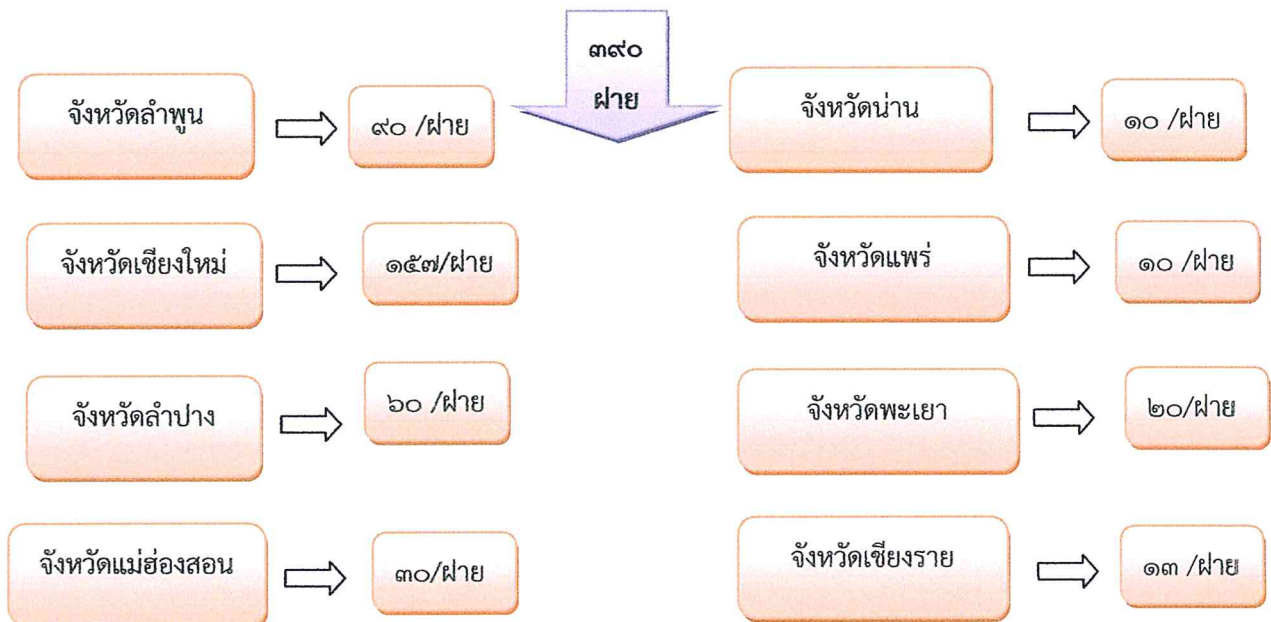 ๓๙๐
ฝาย
จังหวัดลำพูน
๙๐ /ฝาย
จังหวัดน่าน
๑๐ /ฝาย
จังหวัดเชียงใหม่
๑๕๗/ฝาย
จังหวัดแพร่
๑๐ /ฝาย
จังหวัดลำปาง
๖๐ /ฝาย
จังหวัดพะเยา
๒๐/ฝาย
จังหวัดแม่ฮ่องสอน
๓๐/ฝาย
จังหวัดเชียงราย
๑๓ /ฝาย